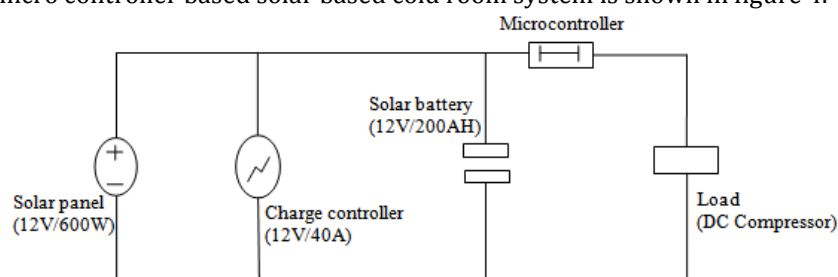 micro controller based solar based cold room system is shown in figure 4.
Microcontroller
Solar battery
(12V/200AH)
Solar panel
(12V/600W)
Charge controller
(12V/40A)
Load
(DC Compressor)